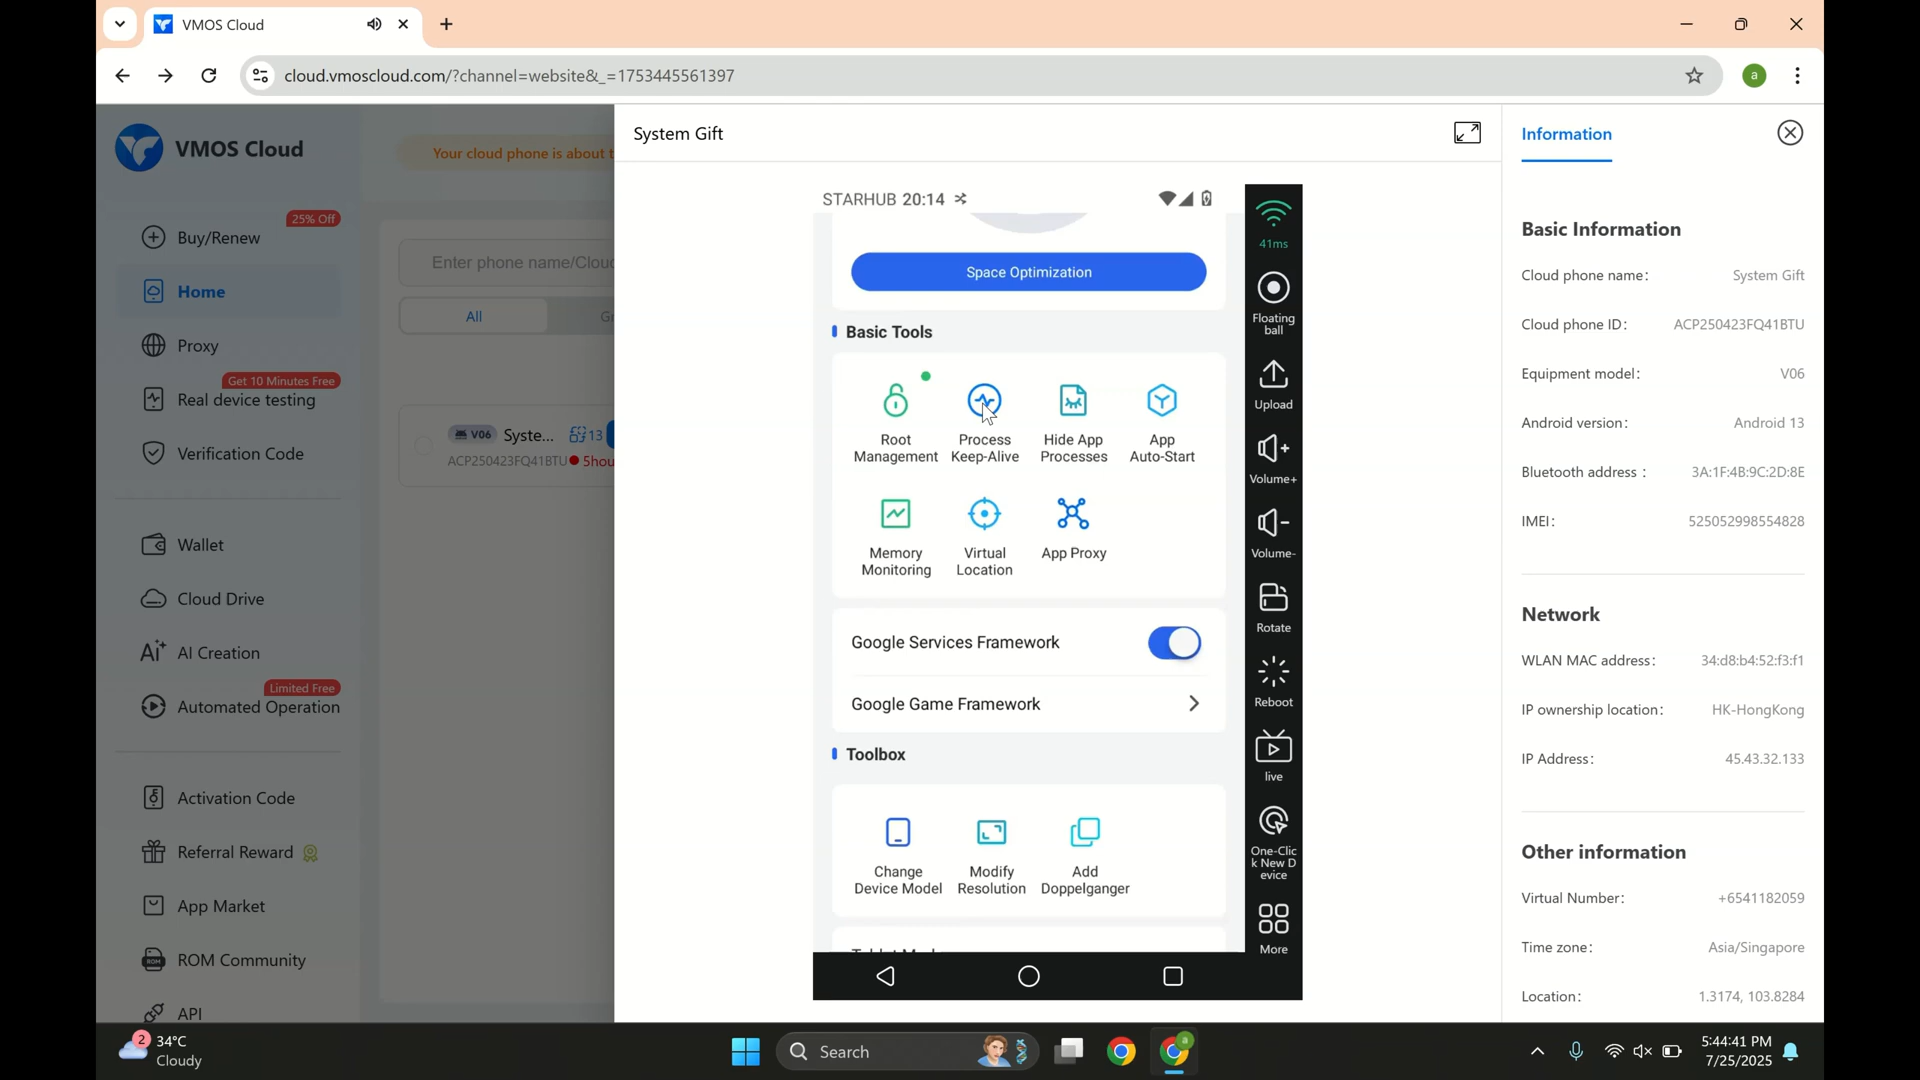 VMOS Cloud
cloud.vmoscloud.com/?channel=website&_=1753445561397
a
VMOS Cloud
25% Off
Buy/Renew
Home
Proxy
Get 10 Minutes Free
Real device testing
Verification Code
Wallet
Cloud Drive
AI Creation
Limited Free
Automated Operation
Activation Code
Referral Reward
App Market
ROM Community
API
Your cloud phone is about t
Enter phone name/Clou
All
G
V06 Syste... 13
ACP250423FQ41BTU 5hou
System Gift
STARHUB 20:14
Space Optimization
Basic Tools
Root
Management
Process
Keep-Alive
Hide App
Processes
App
Auto-Start
Memory
Monitoring
Virtual
Location
App Proxy
Google Services Framework
Google Game Framework
Toolbox
Change
Device Model
Modify
Resolution
Add
Doppelganger
41ms
Floating
ball
Upload
Volume+
Volume-
Rotate
Reboot
live
One-Clic
k New D
evice
More
Information
Basic Information
Cloud phone name: System Gift
Cloud phone ID: ACP250423FQ41BTU
Equipment model: V06
Android version: Android 13
Bluetooth address : 3A:1F:4B:9C:2D:8E
IMEI: 525052998554828
Network
WLAN MAC address: 34:d8:b4:52:f3:f1
IP ownership location: HK-HongKong
IP Address: 45.43.32.133
Other information
Virtual Number: +6541182059
Time zone: Asia/Singapore
Location: 1.3174, 103.8284
2
34°C
Cloudy
Search
a
5:44:41 PM
7/25/2025